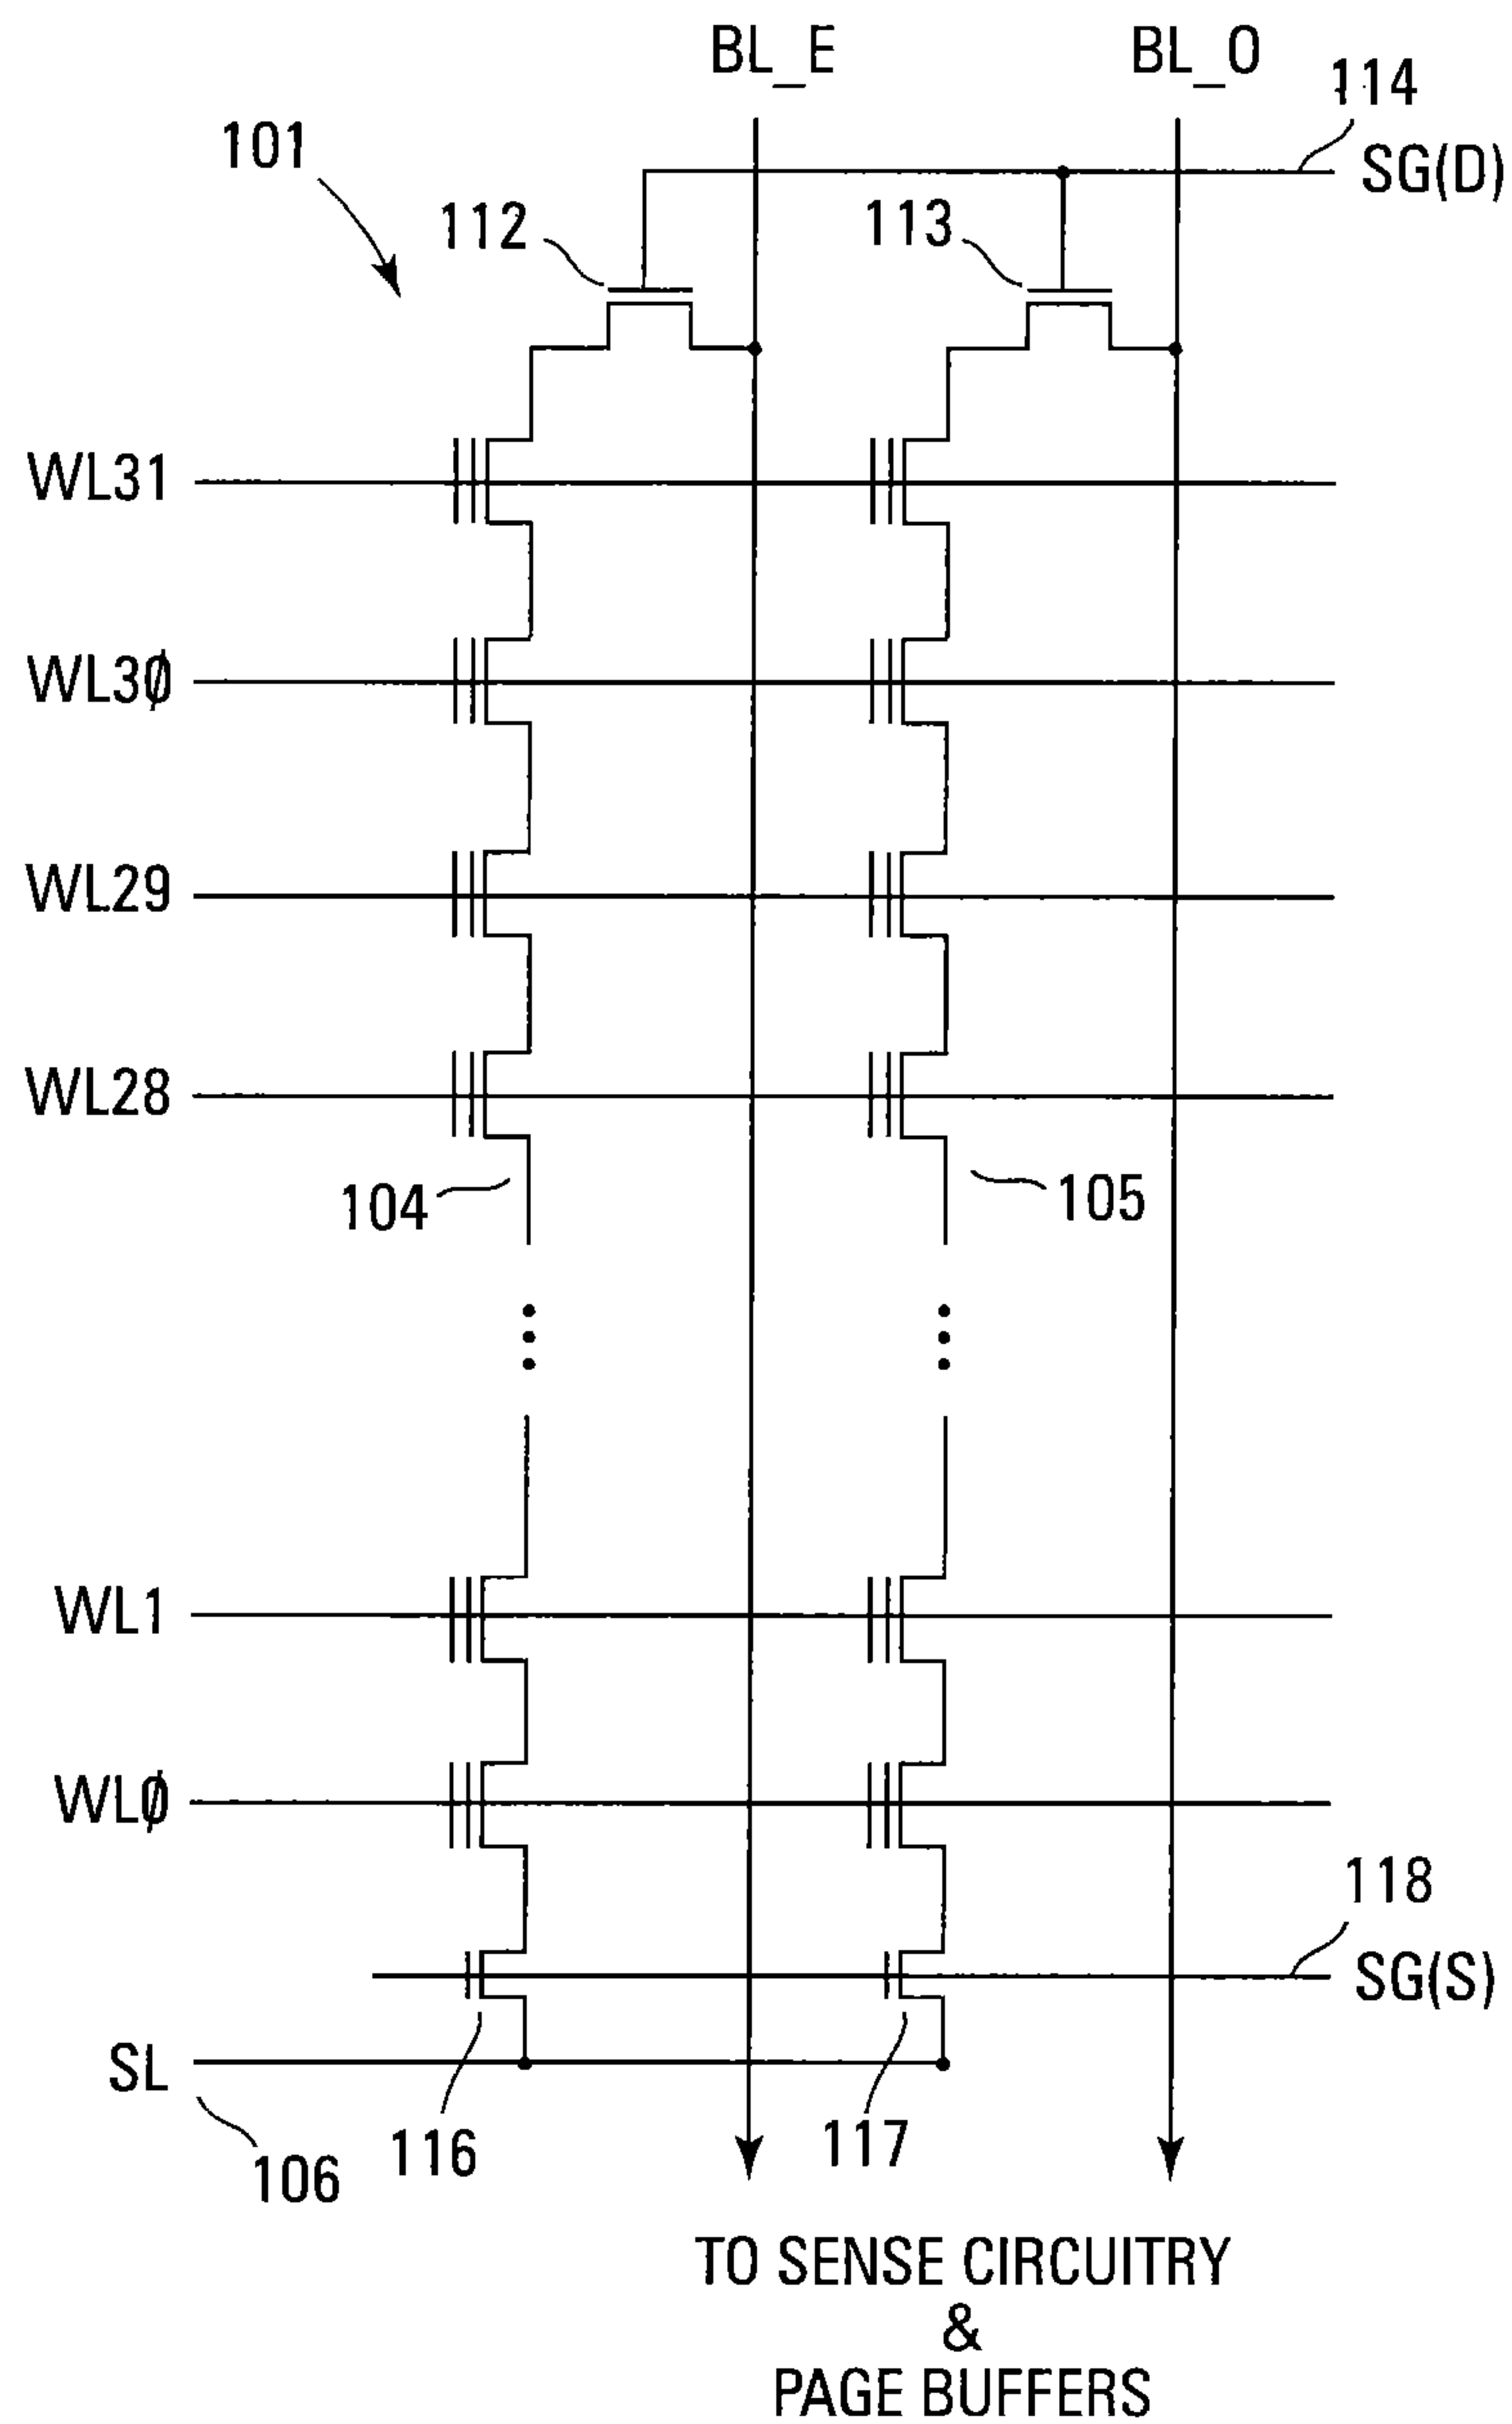 BL_E
BL_O
114
SG(D)
101
112
113
WL31
WL3Ø
WL29
WL28
104
105
WL1
WLØ
118
SG(S)
SL
106
116
117
TO SENSE CIRCUITRY
&
PAGE BUFFERS